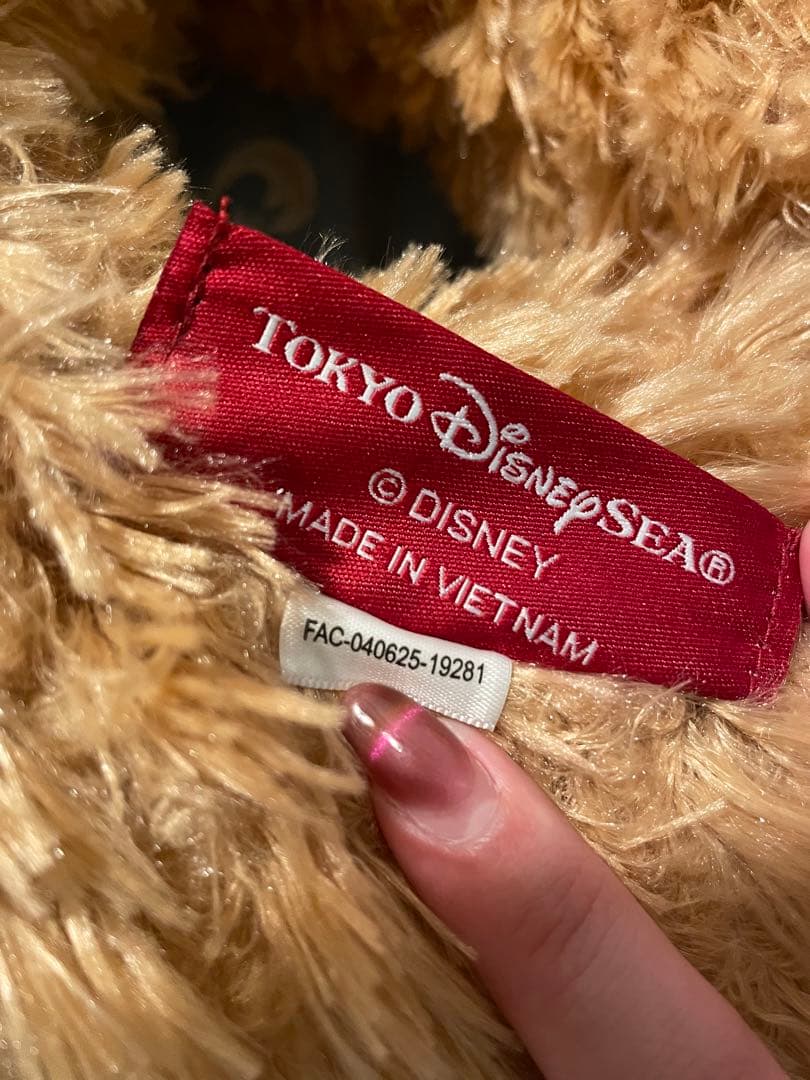 TOKYO DISNEYSEA®
© DISNEY
MADE IN VIETNAM
FAC-040625-19281